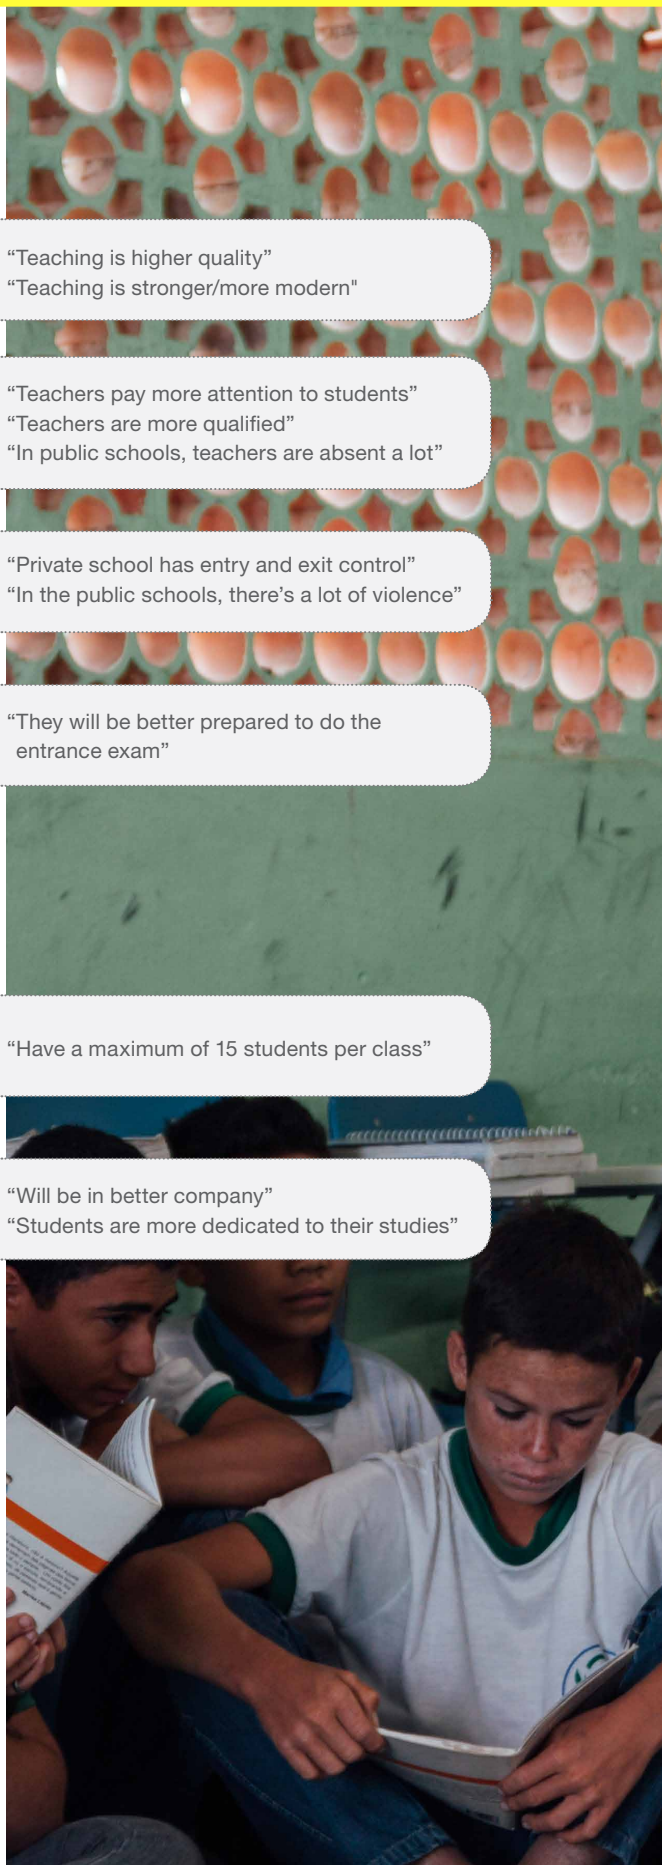 “Teaching is higher quality”
“Teaching is stronger/more modern"
“Teachers pay more attention to students”
“Teachers are more qualified”
“In public schools, teachers are absent a lot”
“Private school has entry and exit control”
“In the public schools, there’s a lot of violence”
“They will be better prepared to do the
entrance exam”
“Have a maximum of 15 students per class”
“Will be in better company”
“Students are more dedicated to their studies”